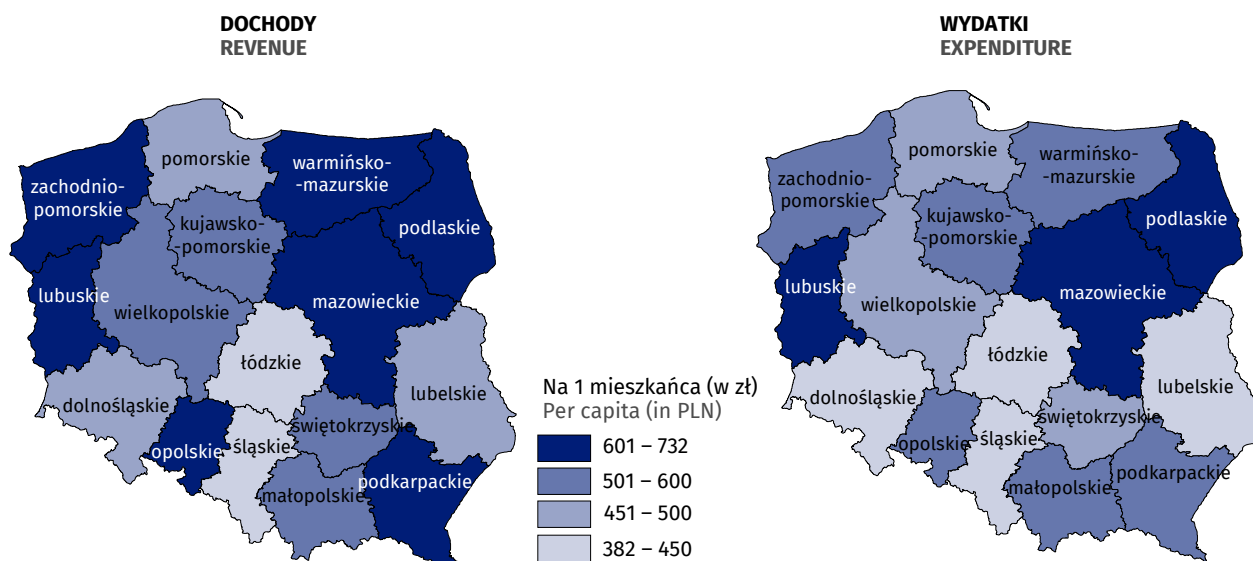 DOCHODY
REVENUE
pomorskie
warmińsko-
-mazurskie
zachodnio-
pomorskie
kujawsko-
-pomorskie
podlaskie
lubuskie
mazowieckie
wielkopolskie
łódzkie
dolnośląskie
lubelskie
opolskie
śląskie
świętokrzyskie
małopolskie
podkarpackie
Na 1 mieszkańca (w zł)
Per capita (in PLN)
601 – 732
501 – 600
451 – 500
382 – 450
WYDATKI
EXPENDITURE
pomorskie
warmińsko-
-mazurskie
zachodnio-
pomorskie
kujawsko-
-pomorskie
podlaskie
lubuskie
mazowieckie
wielkopolskie
łódzkie
dolnośląskie
lubelskie
opolskie
śląskie
świętokrzyskie
małopolskie
podkarpackie